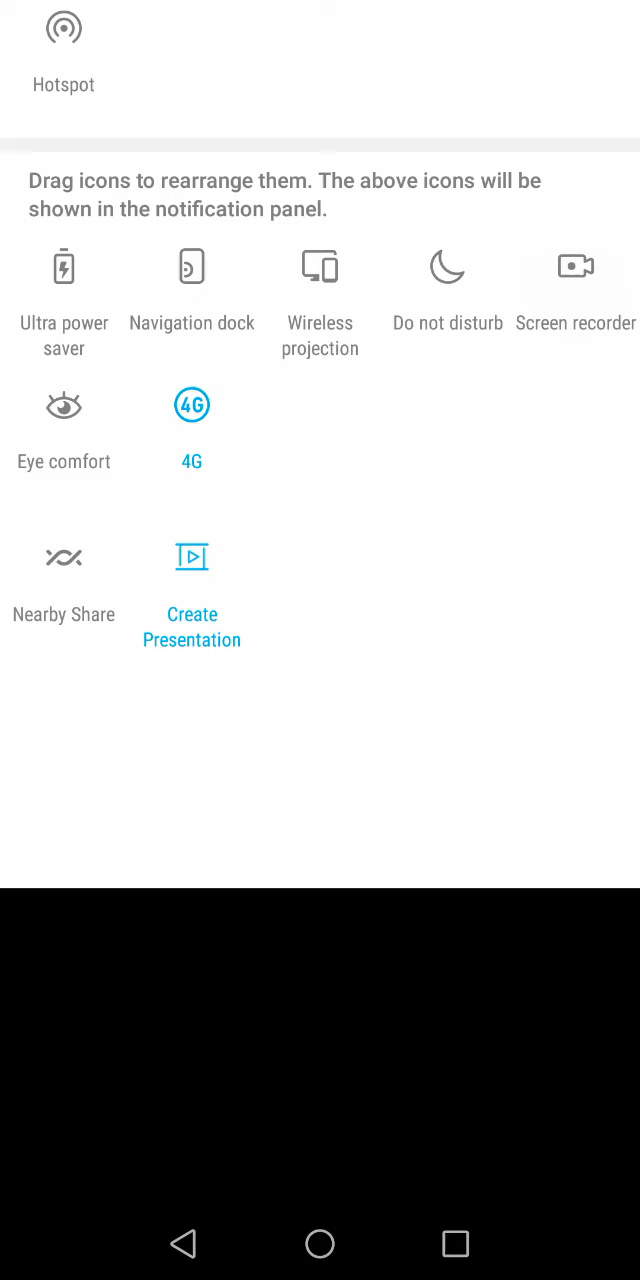 Hotspot
Drag icons to rearrange them. The above icons will be
shown in the notification panel.
Ultra power
saver
Navigation dock
Wireless
projection
Do not disturb
Screen recorder
Eye comfort
4G
4G
Nearby Share
Create
Presentation